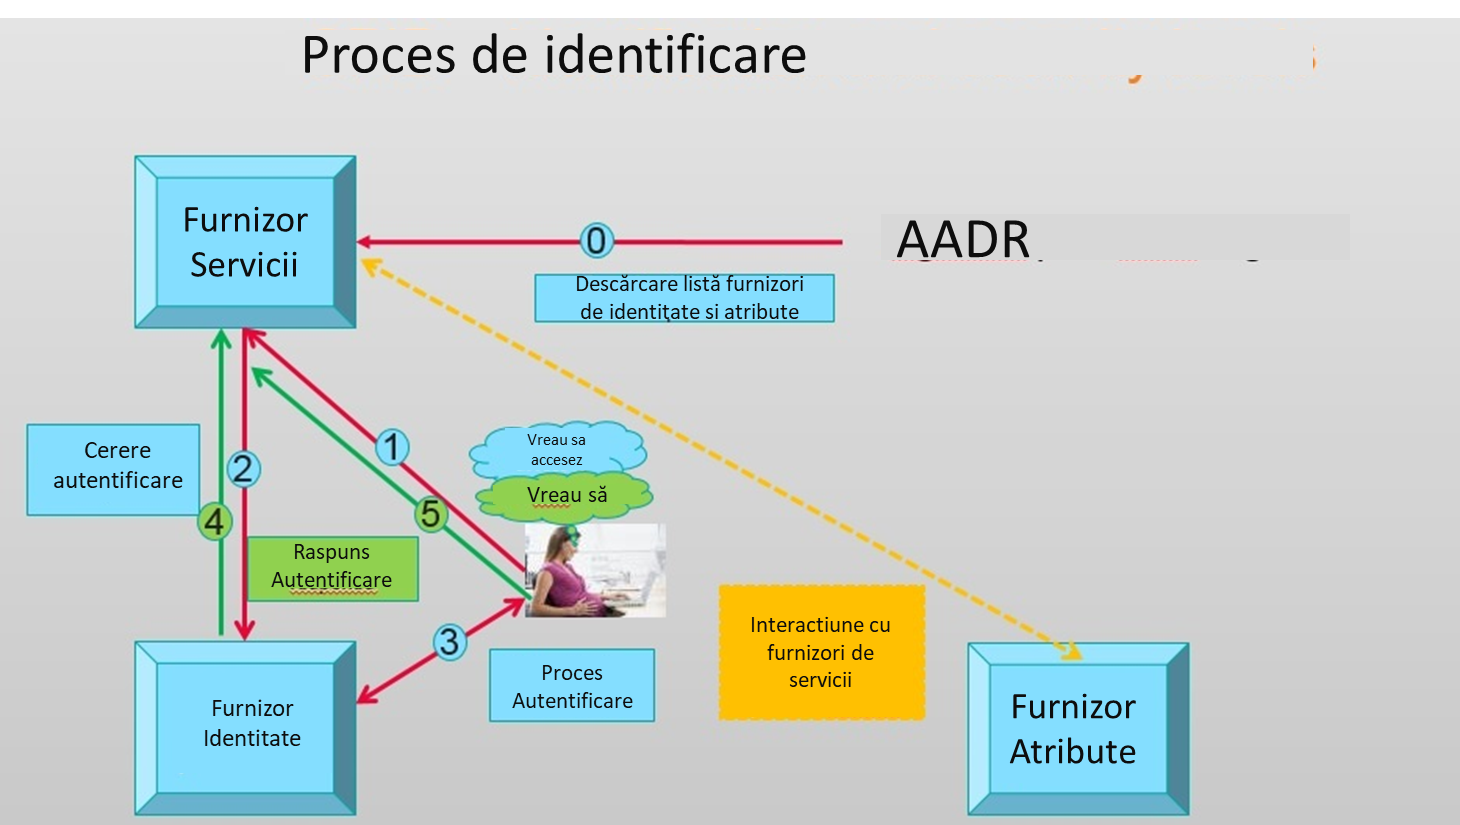 Proces de identificare
Furnizor
Servicii
0
AADR
Descărcare listă furnizori
de identițate si atribute
1
Vreau sa
accesez
Vreau să
Cerere
autentificare
2
4
5
Raspuns
Autentificare
3
Proces
Autentificare
Interactiune cu
furnizori de
servicii
Furnizor
Identitate
Furnizor
Atribute